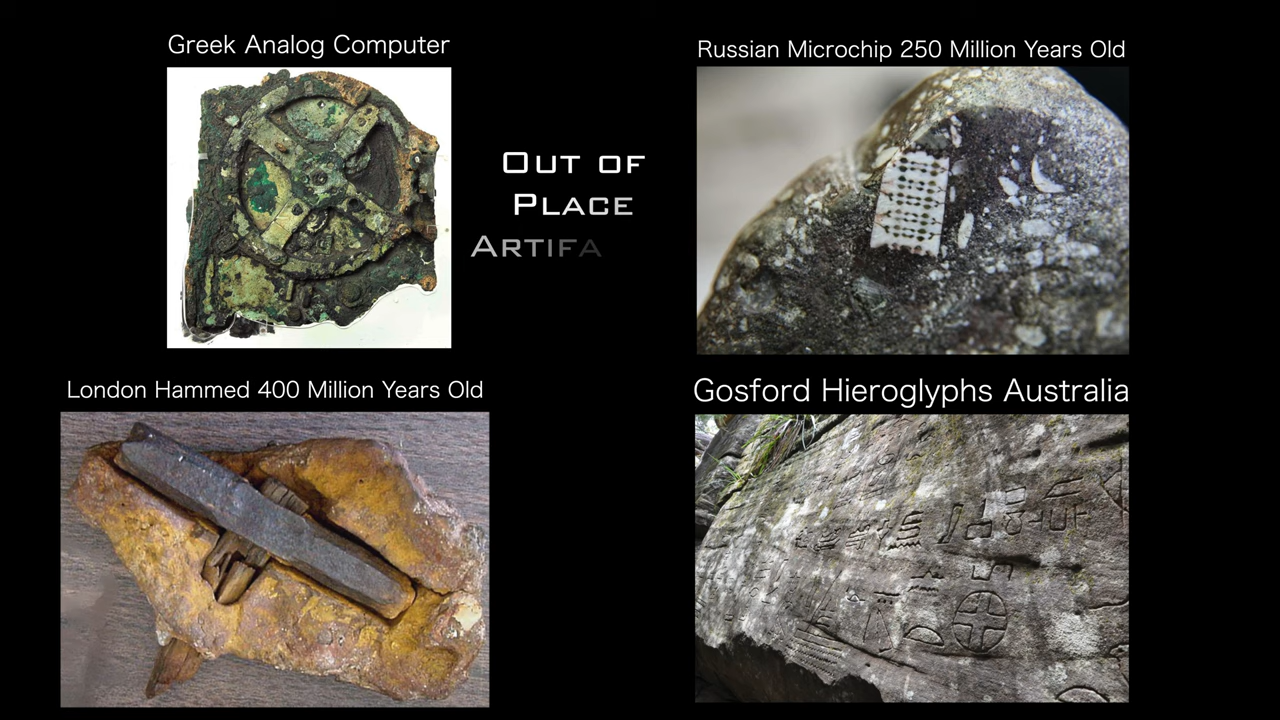 Greek Analog Computer
Russian Microchip 250 Million Years Old
Out of
Place
Artifa
London Hammed 400 Million Years Old
Gosford Hieroglyphs Australia